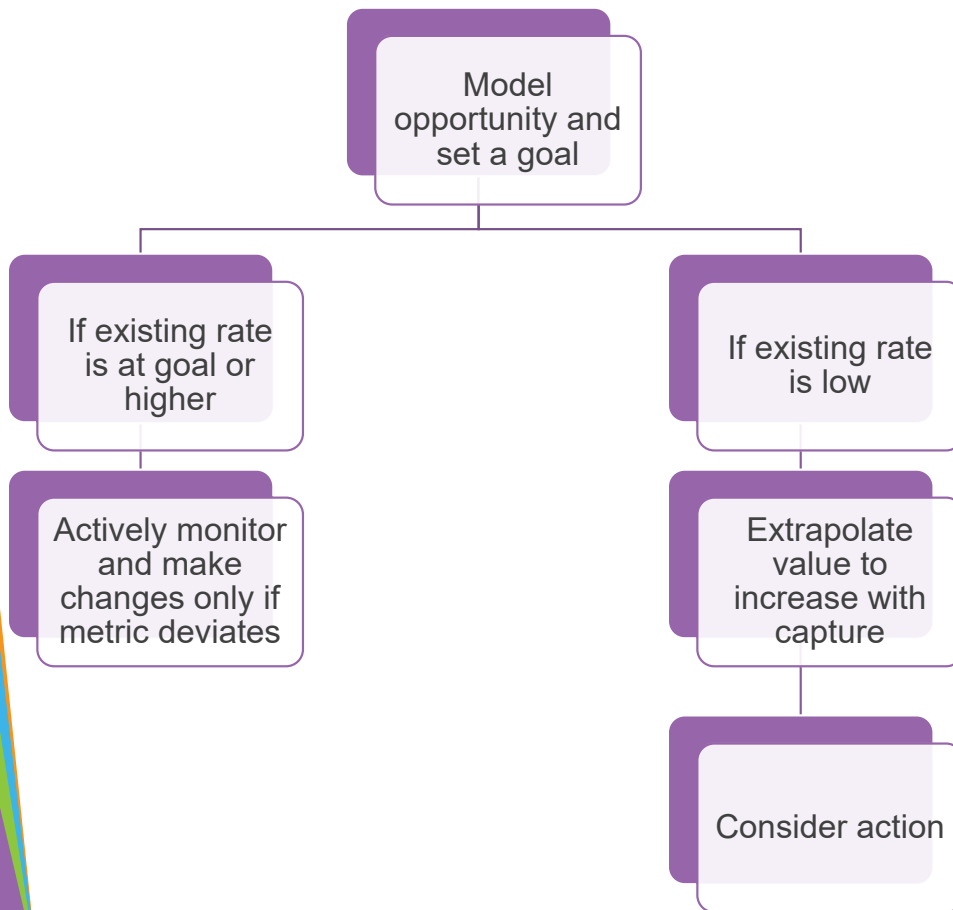 Model
opportunity and
set a goal
If existing rate
is at goal or
higher
Actively monitor
and make
changes only if
metric deviates
If existing rate
is low
Extrapolate
value to
increase with
capture
Consider action